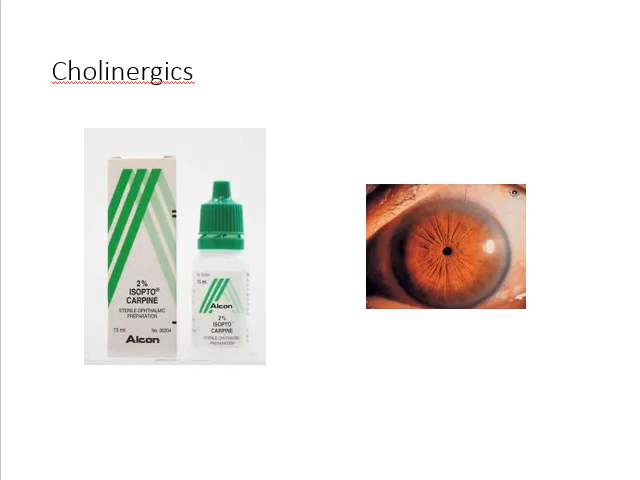 Cholinergics
2%
ISOPTO®
CARPINE
STERILE OPHTHALMIC
PREPARATION
15 ml
No. 00204
Alcon
15 ml
Alcon
2%
ISOPTO
CARPINE
STERILE OPHTHALMIC
PREPARATION